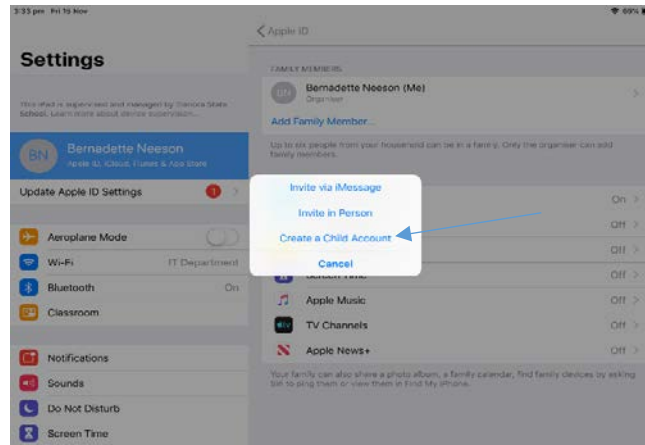 3:33 pm Fri 15 Nov
69%
Settings
This iPad is supervised and managed by State
School. Learn more about device supervision...
BN
Bernadette Neeson
Apple ID, iCloud, iTunes & App Store
Update Apple ID Settings
1
Aeroplane Mode
Wi-Fi
IT Department
Bluetooth
On
Classroom
Notifications
Sounds
Do Not Disturb
Screen Time
Apple ID
FAMILY MEMBERS
BN
Bernadette Neeson (Me)
Organiser
Add Family Member...
Up to six people from your household can be in a family. Only the organiser can add
family members.
Invite via iMessage
Invite in Person
Create a Child Account
Cancel
On
Off
Off
Screen Time
Off
Apple Music
Off
tv
TV Channels
Off
Apple News+
Off
Your family can also share a photo album, a family calendar, find family devices by asking
Siri to ping them or view them in Find My iPhone.